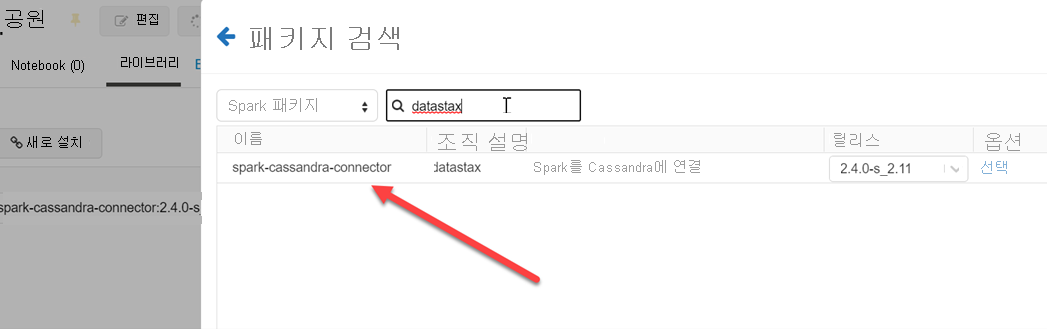 _공원
편집
Notebook (0)
라이브러리
새로 설치
spark-cassandra-connector:2.4.0-s_
패키지 검색
Spark 패키지
datastax
이름 조직 설명 릴리스 옵션
spark-cassandra-connector datastax Spark를 Cassandra에 연결 2.4.0-s_2.11 선택